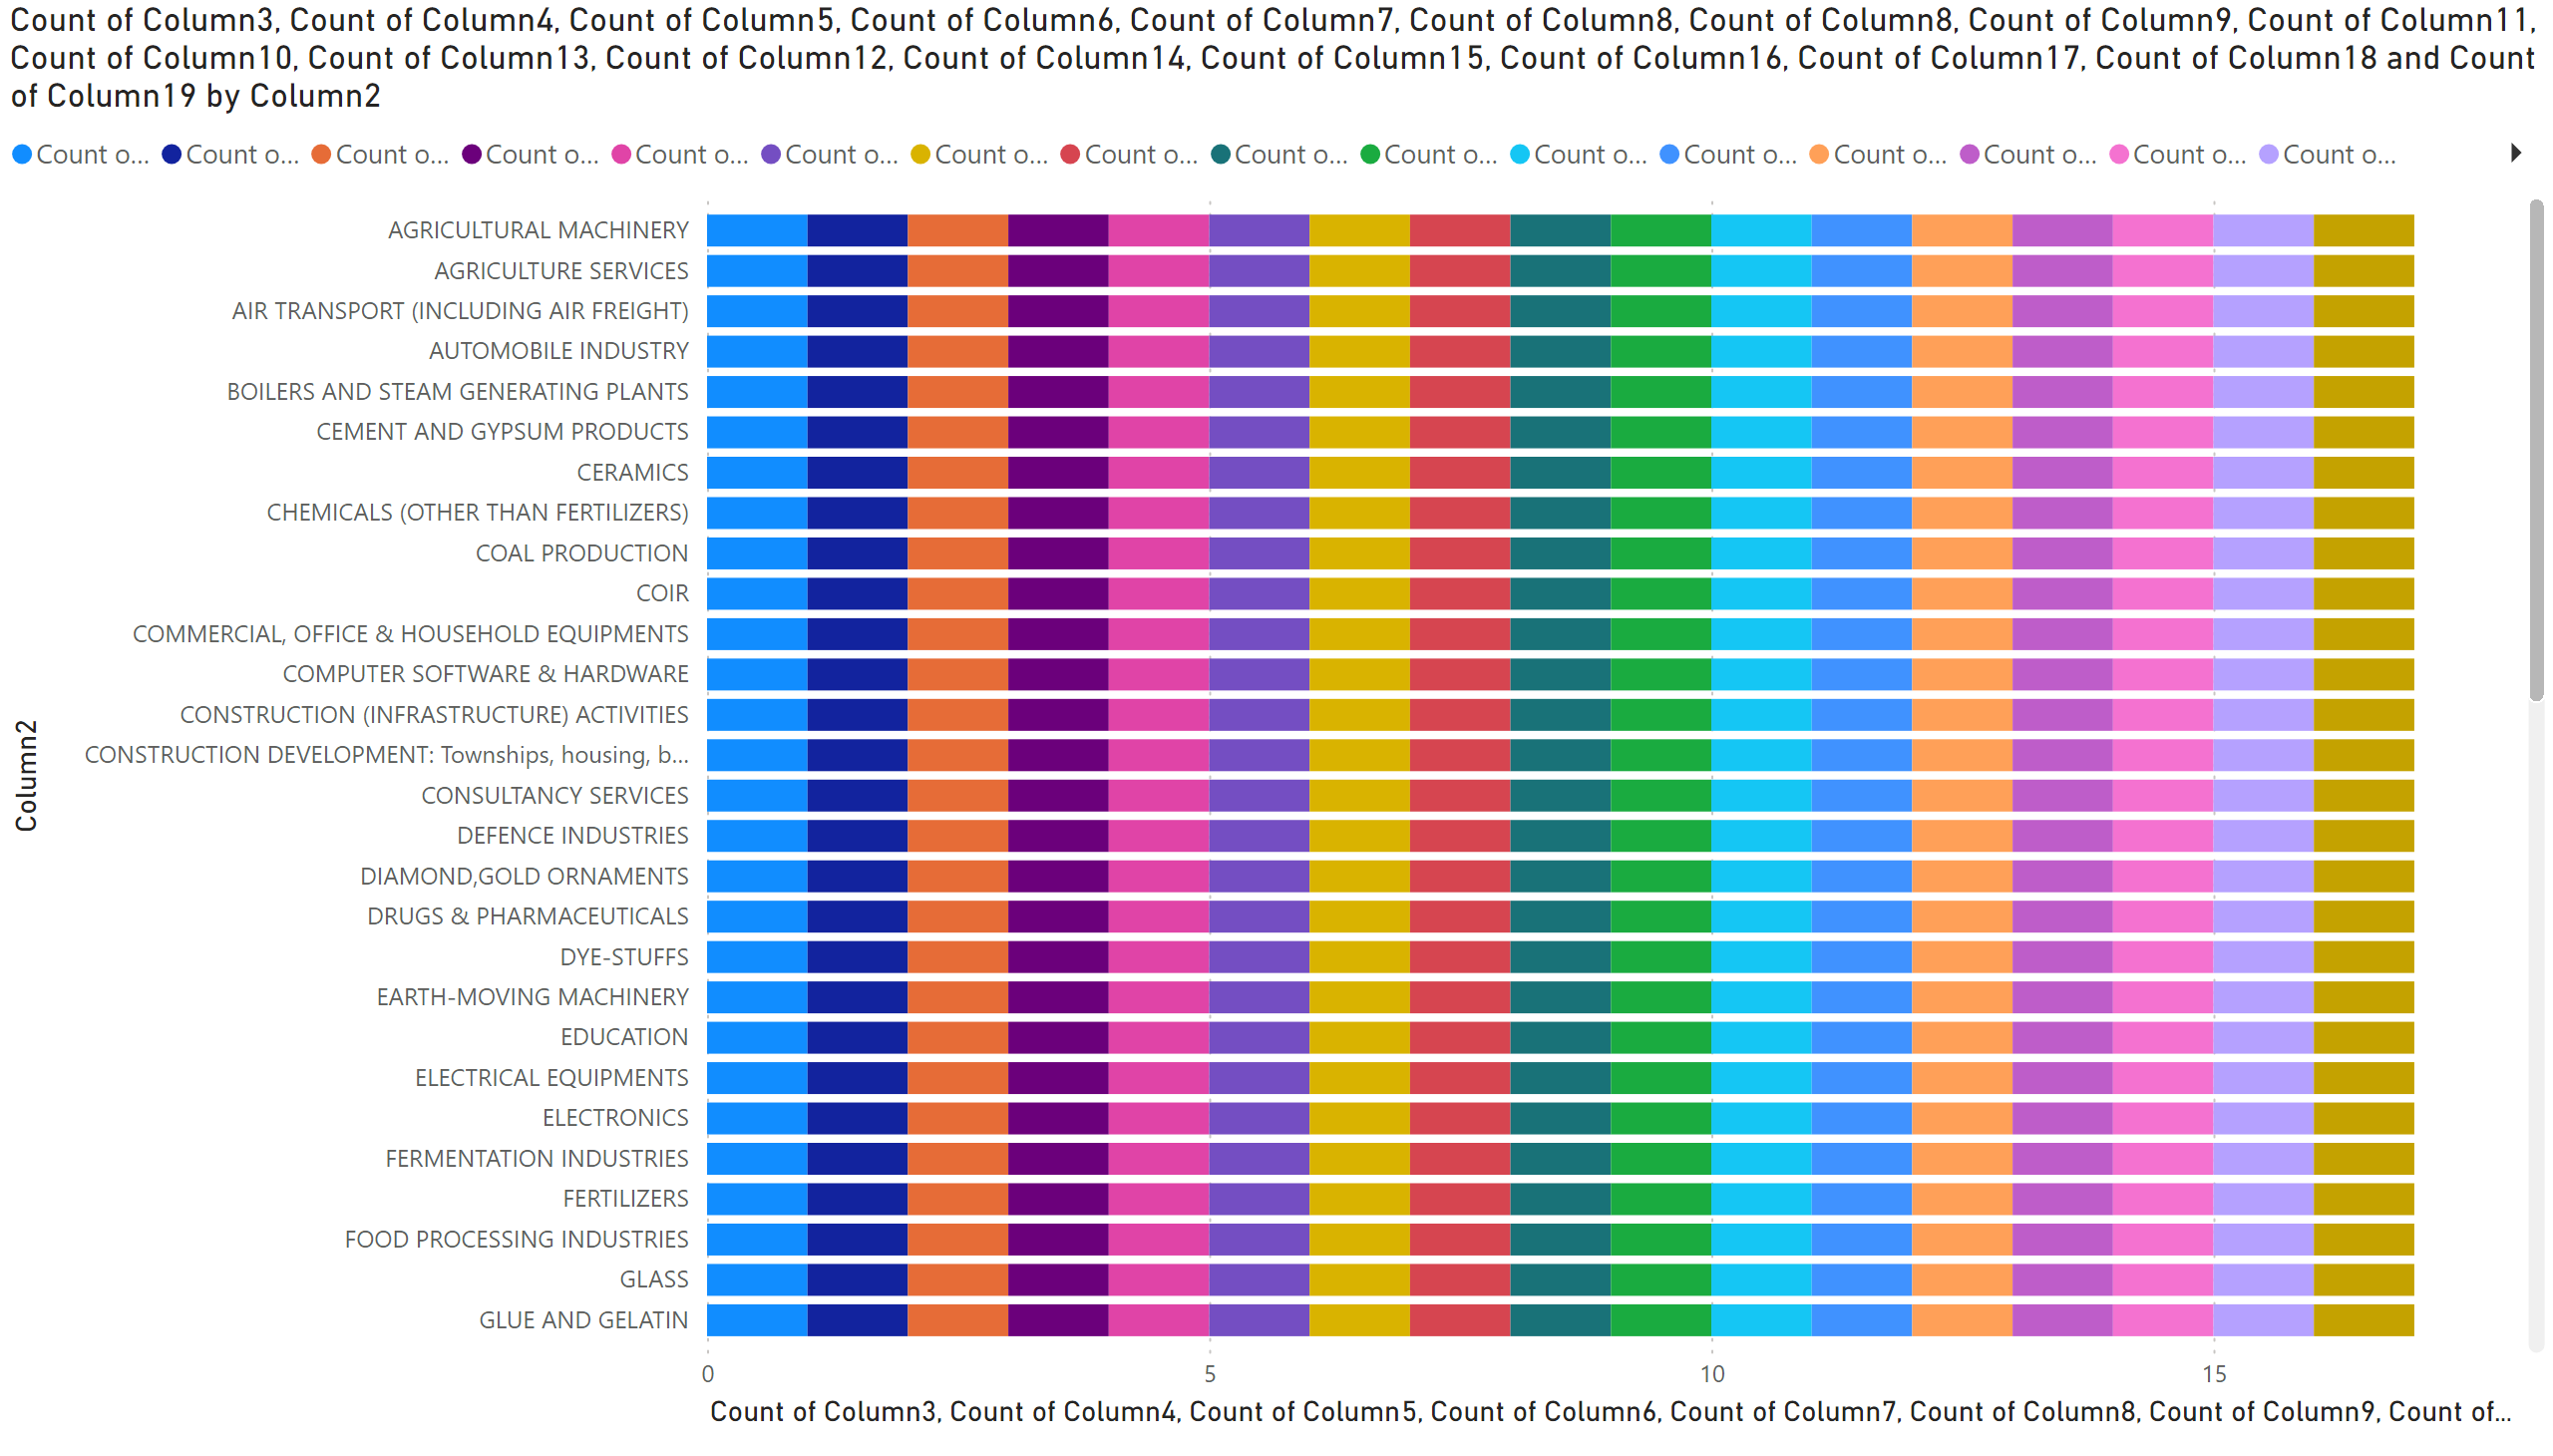 Count of Column3, Count of Column4, Count of Column5, Count of Column6, Count of Column7, Count of Column8, Count of Column8, Count of Column9, Count of Column11,
Count of Column10, Count of Column13, Count of Column12, Count of Column14, Count of Column15, Count of Column16, Count of Column17, Count of Column18 and Count
of Column19 by Column2
Count o... Count o... Count o... Count o... Count o... Count o... Count o... Count o... Count o... Count o... Count o... Count o... Count o... Count o... Count o... Count o...
Column2
AGRICULTURAL MACHINERY
AGRICULTURE SERVICES
AIR TRANSPORT (INCLUDING AIR FREIGHT)
AUTOMOBILE INDUSTRY
BOILERS AND STEAM GENERATING PLANTS
CEMENT AND GYPSUM PRODUCTS
CERAMICS
CHEMICALS (OTHER THAN FERTILIZERS)
COAL PRODUCTION
COIR
COMMERCIAL, OFFICE & HOUSEHOLD EQUIPMENTS
COMPUTER SOFTWARE & HARDWARE
CONSTRUCTION (INFRASTRUCTURE) ACTIVITIES
CONSTRUCTION DEVELOPMENT: Townships, housing, b...
CONSULTANCY SERVICES
DEFENCE INDUSTRIES
DIAMOND,GOLD ORNAMENTS
DRUGS & PHARMACEUTICALS
DYE-STUFFS
EARTH-MOVING MACHINERY
EDUCATION
ELECTRICAL EQUIPMENTS
ELECTRONICS
FERMENTATION INDUSTRIES
FERTILIZERS
FOOD PROCESSING INDUSTRIES
GLASS
GLUE AND GELATIN
0 5 10 15
Count of Column3, Count of Column4, Count of Column5, Count of Column6, Count of Column7, Count of Column8, Count of Column9, Count of...